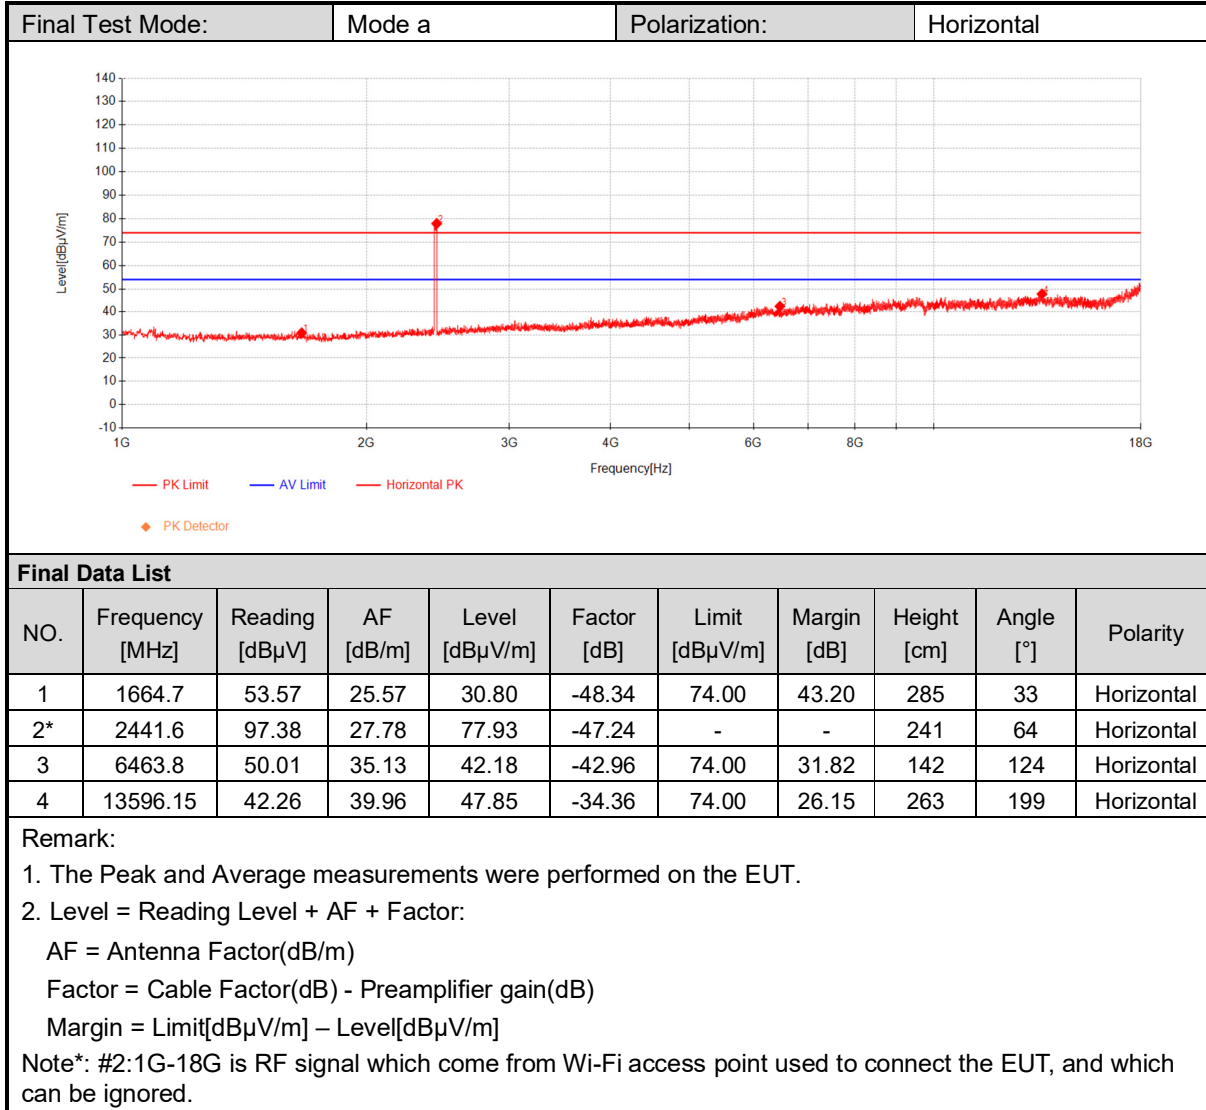 Final Test Mode: Mode a Polarization: Horizontal
140
130
120
110
100
90
80
70
60
50
40
30
20
10
0
-10
Level[dBµV/m]
1
2
3
4
1G 2G 3G 4G 6G 8G 18G
Frequency[Hz]
PK Limit AV Limit Horizontal PK
PK Detector
Final Data List
NO. Frequency [MHz] Reading [dBµV] AF [dB/m] Level [dBµV/m] Factor [dB] Limit [dBµV/m] Margin [dB] Height [cm] Angle [°] Polarity
1 1664.7 53.57 25.57 30.80 -48.34 74.00 43.20 285 33 Horizontal
2* 2441.6 97.38 27.78 77.93 -47.24 - - 241 64 Horizontal
3 6463.8 50.01 35.13 42.18 -42.96 74.00 31.82 142 124 Horizontal
4 13596.15 42.26 39.96 47.85 -34.36 74.00 26.15 263 199 Horizontal
Remark:
1. The Peak and Average measurements were performed on the EUT.
2. Level = Reading Level + AF + Factor:
AF = Antenna Factor(dB/m)
Factor = Cable Factor(dB) - Preamplifier gain(dB)
Margin = Limit[dBµV/m] – Level[dBµV/m]
Note*: #2:1G-18G is RF signal which come from Wi-Fi access point used to connect the EUT, and which
can be ignored.